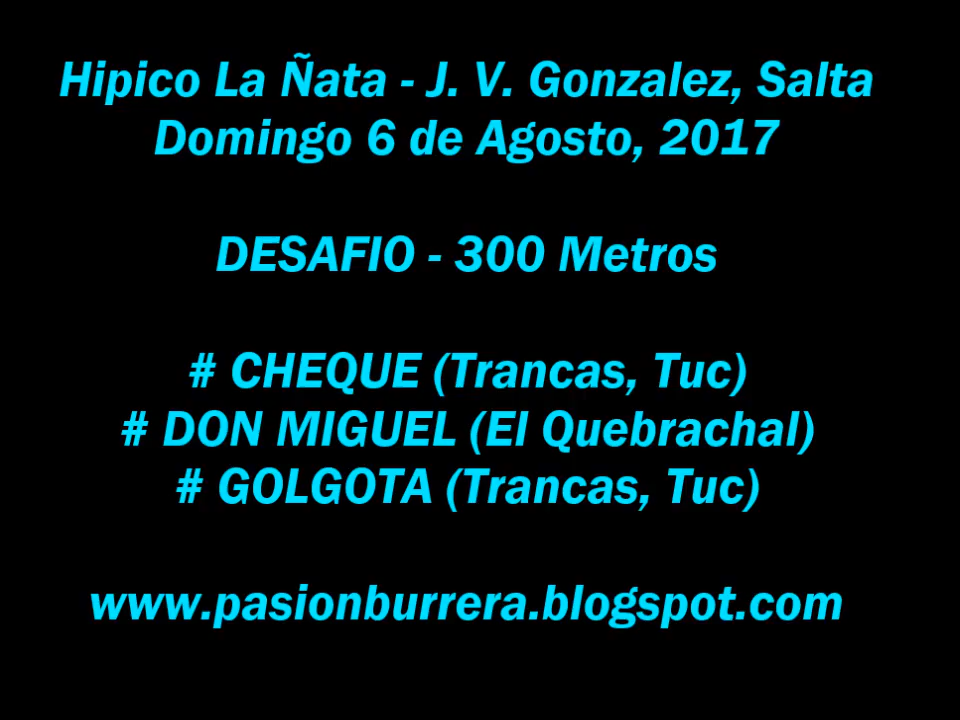 Hipico La Ñata - J. V. Gonzalez, Salta
Domingo 6 de Agosto, 2017
DESAFIO - 300 Metros
# CHEQUE (Trancas, Tuc)
# DON MIGUEL (El Quebrachal)
# GOLGOTA (Trancas, Tuc)
www.pasionburrera.blogspot.com